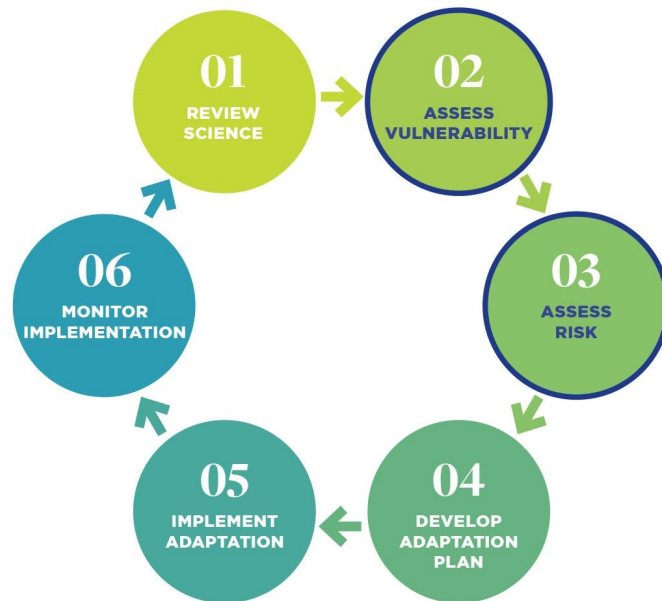 01
REVIEW
SCIENCE
02
ASSESS
VULNERABILITY
03
ASSESS
RISK
04
DEVELOP
ADAPTATION
PLAN
05
IMPLEMENT
ADAPTATION
06
MONITOR
IMPLEMENTATION